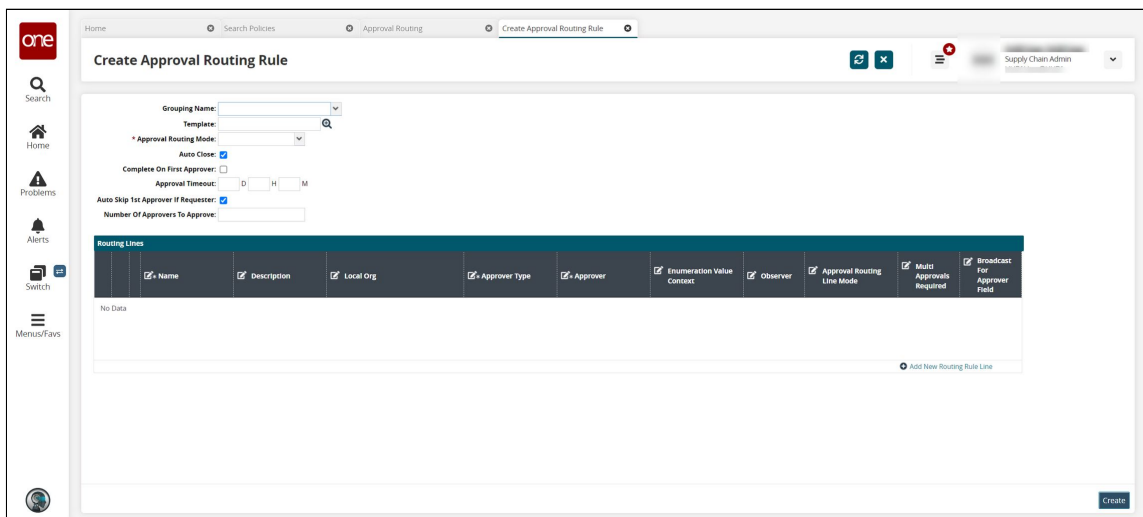 one
Home
Search Policies
Approval Routing
Create Approval Routing Rule
Create Approval Routing Rule
Supply Chain Admin
Search
Home
Problems
Alerts
Switch
Menus/Favs
Grouping Name:
Template:
* Approval Routing Mode:
Auto Close:
Complete On First Approver:
Approval Timeout: D H M
Auto Skip 1st Approver If Requester:
Number Of Approvers To Approve:
Routing Lines
* Name
Description
Local Org
* Approver Type
* Approver
Enumeration Value
Context
Observer
Approval Routing
Line Mode
Multi
Approvals
Required
Broadcast
For
Approver
Field
No Data
Add New Routing Rule Line
Create